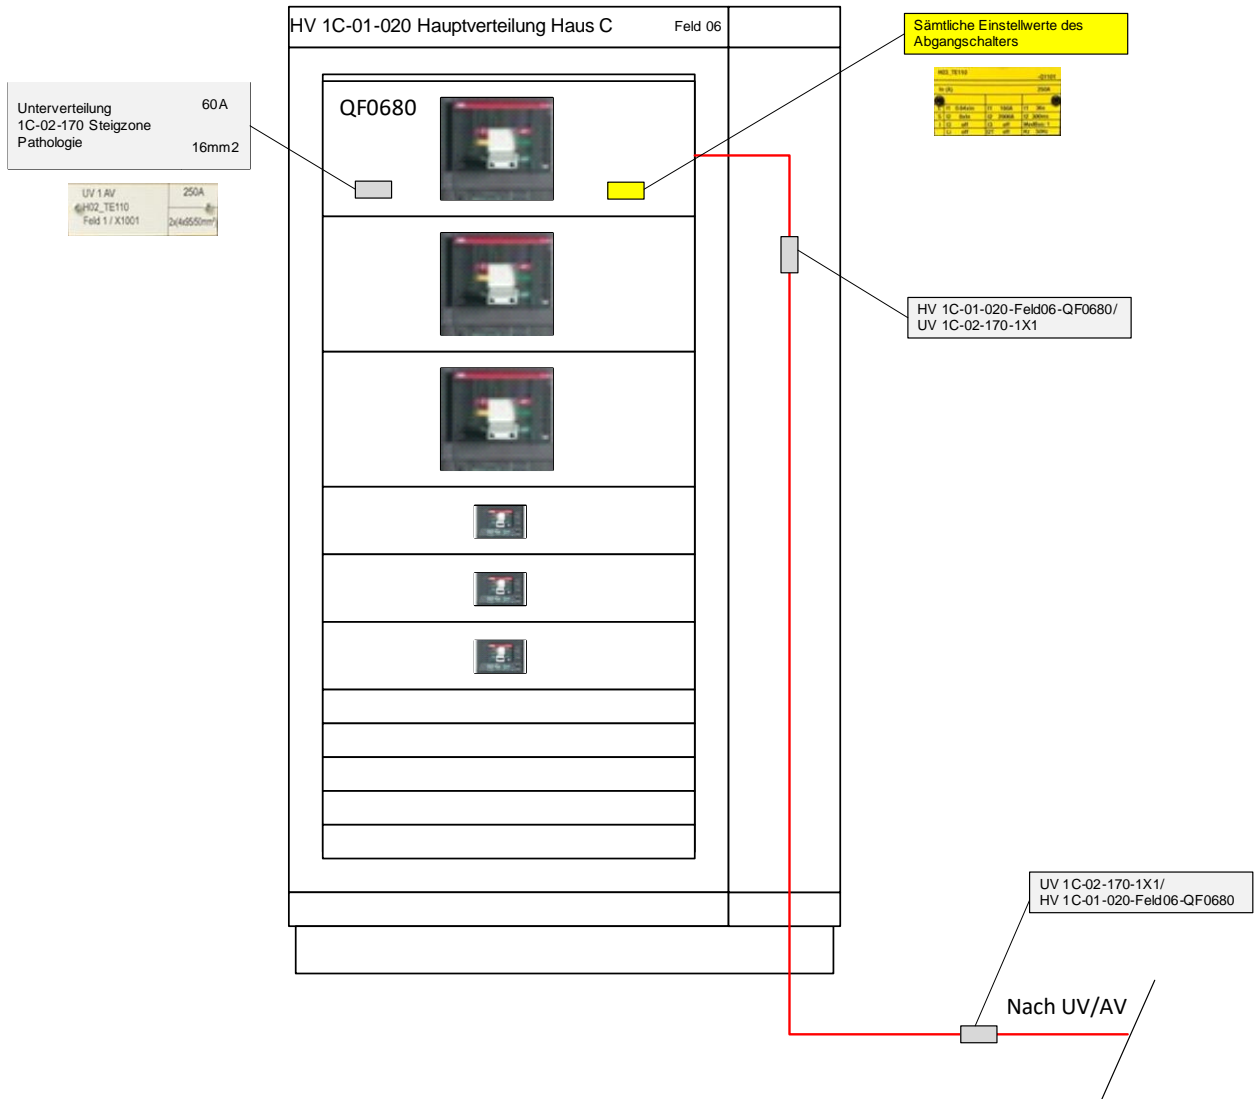 HV 1C-01-020 Hauptverteilung Haus C Feld 06
Sämtliche Einstellwerte des
Abgangschalters
Unterverteilung 60A
1C-02-170 Steigzone
Pathologie
16mm2
QF0680
H03_TE110
250A
UV 1 AV 250A
H02_TE110
Feld 1 / X1001
HV 1C-01-020-Feld06-QF0680/
UV 1C-02-170-1X1
UV 1C-02-170-1X1/
HV 1C-01-020-Feld06-QF0680
Nach UV/AV